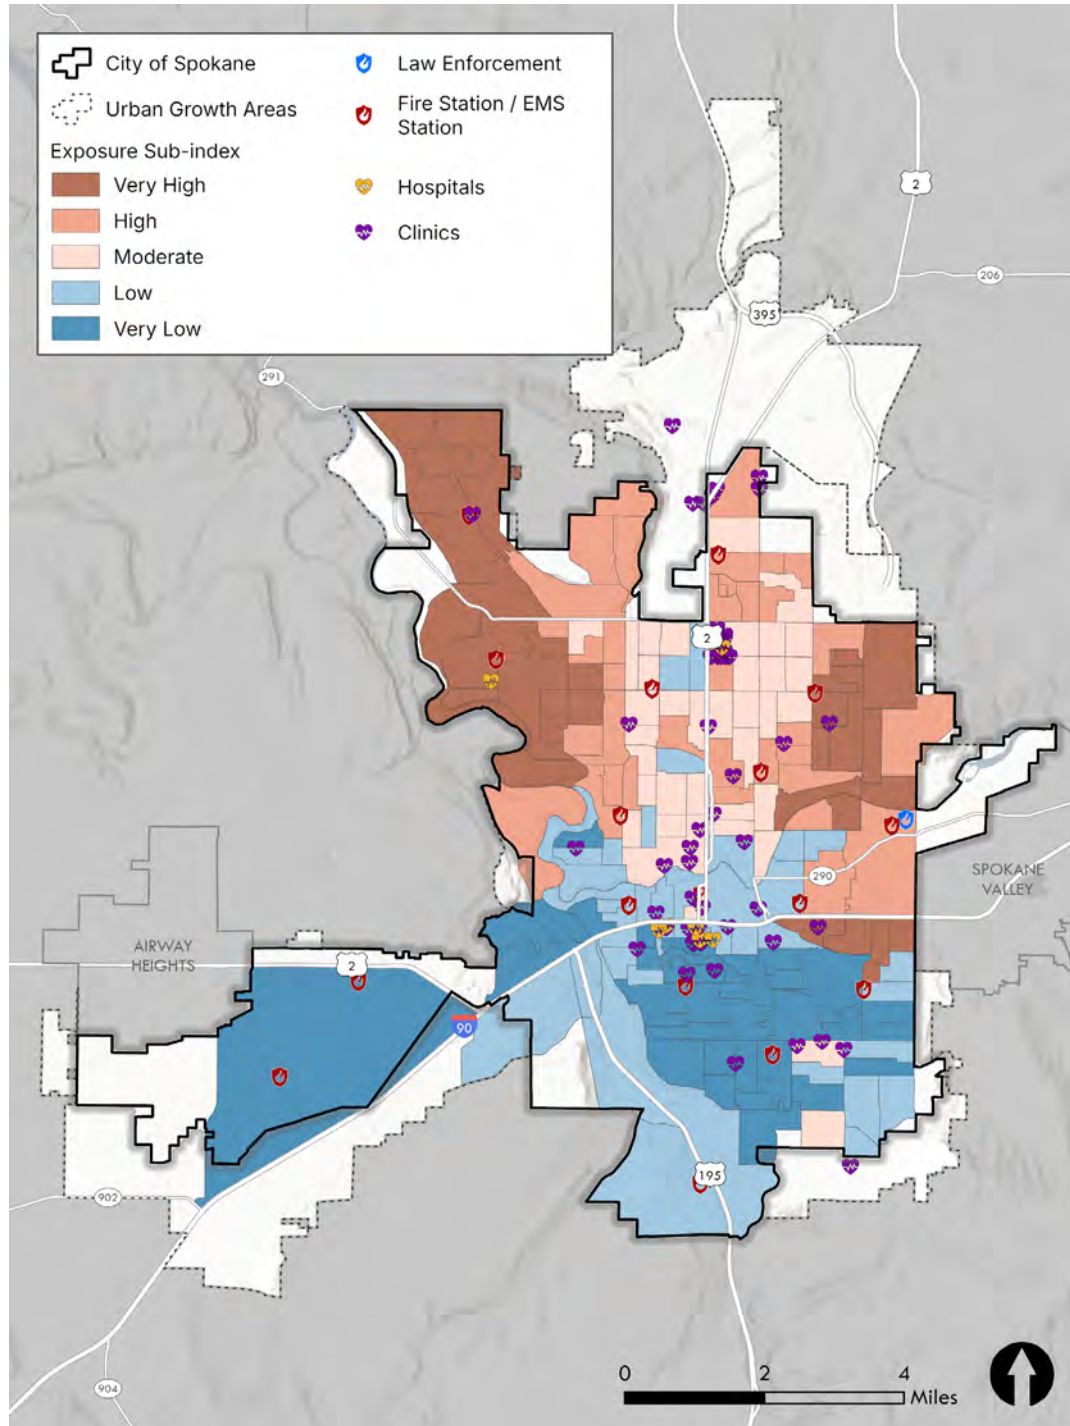 City of Spokane
Urban Growth Areas
Exposure Sub-index
Very High
High
Moderate
Low
Very Low
Law Enforcement
Fire Station / EMS
Station
Hospitals
Clinics
2
206
395
291
2
290
SPOKANE
VALLEY
AIRWAY
HEIGHTS
2
90
195
902
904
0 2 4
Miles